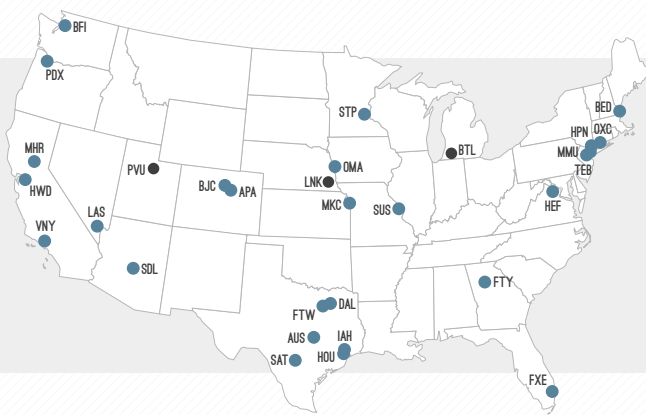 BFI
PDX
STP
BED
HPN
OXC
MHR
BTL
MMU
PVU
OMA
TEB
HWD
BJC
APA
LNK
HEF
MKC
SUS
LAS
VNY
SDL
FTY
DAL
FTW
AUS
IAH
SAT
HOU
FXE